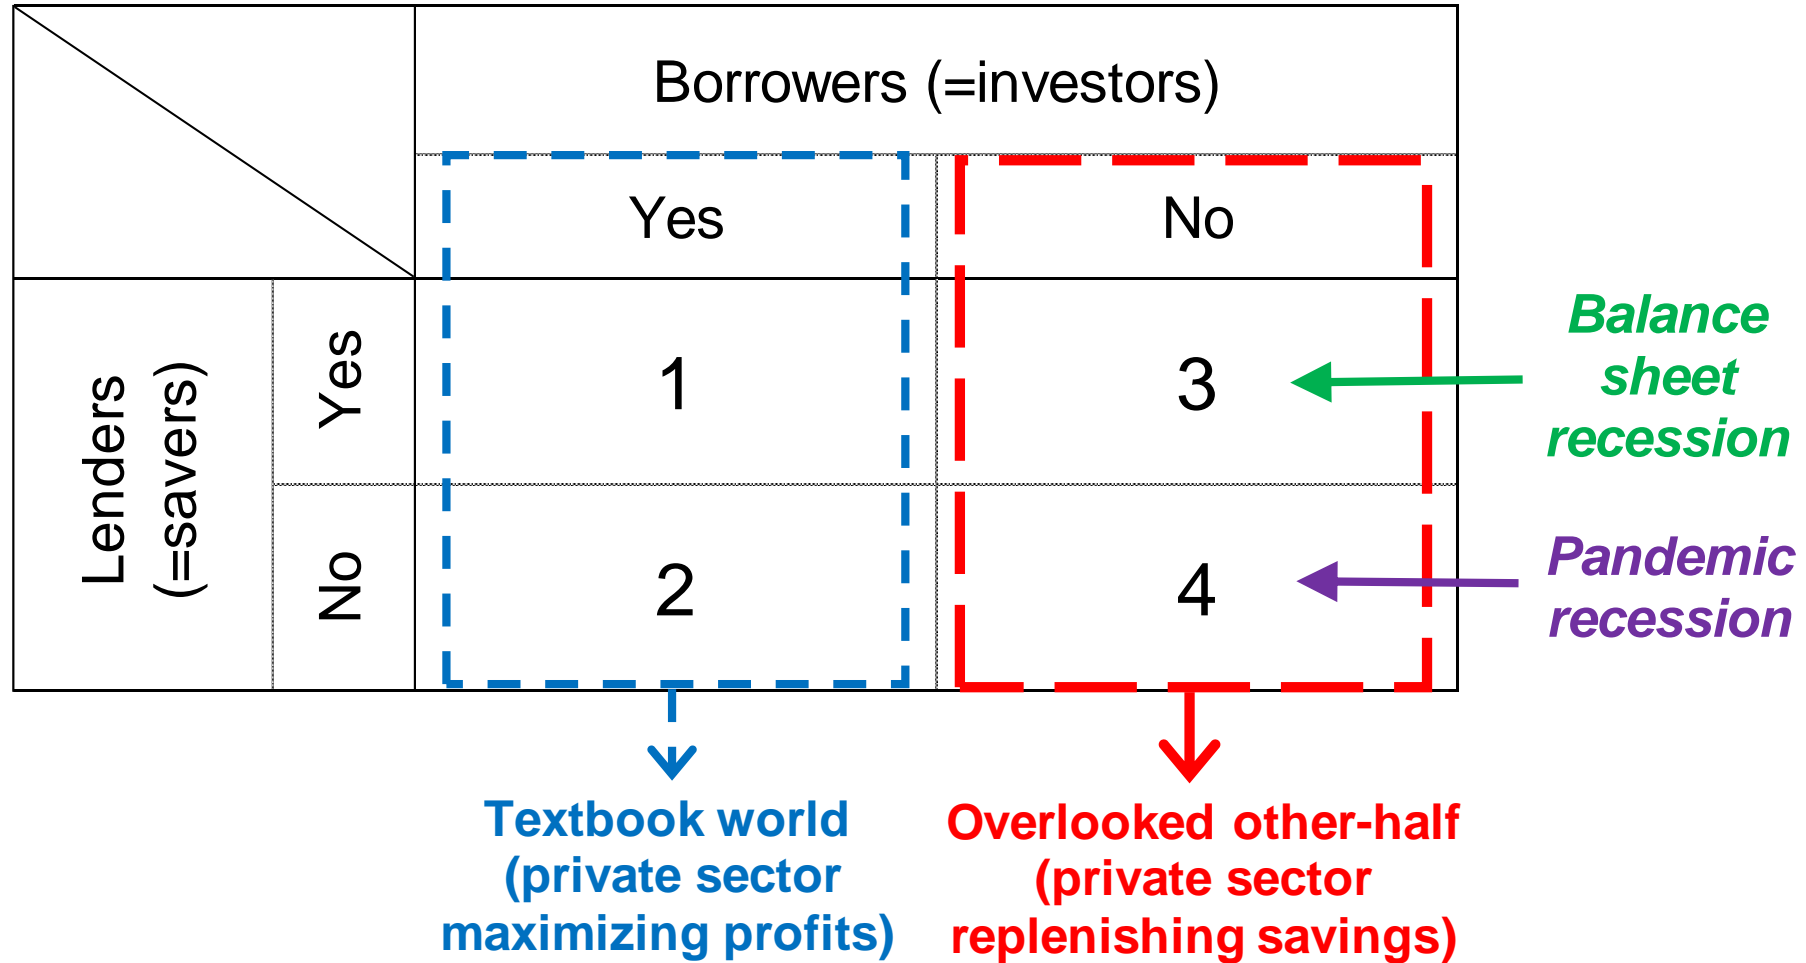 Borrowers (=investors)
Yes
No
Lenders
(=savers)
Yes
1
3
No
2
4
Balance
sheet
recession
Pandemic
recession
Textbook world
(private sector
maximizing profits)
Overlooked other-half
(private sector
replenishing savings)